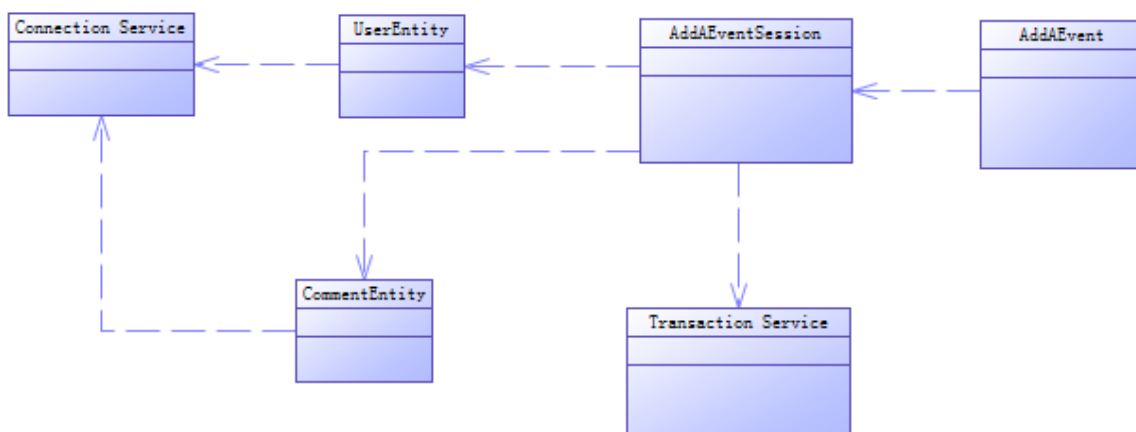 Connection Service
UserEntity
AddAEventSession
AddAEvent
CommentEntity
Transaction Service